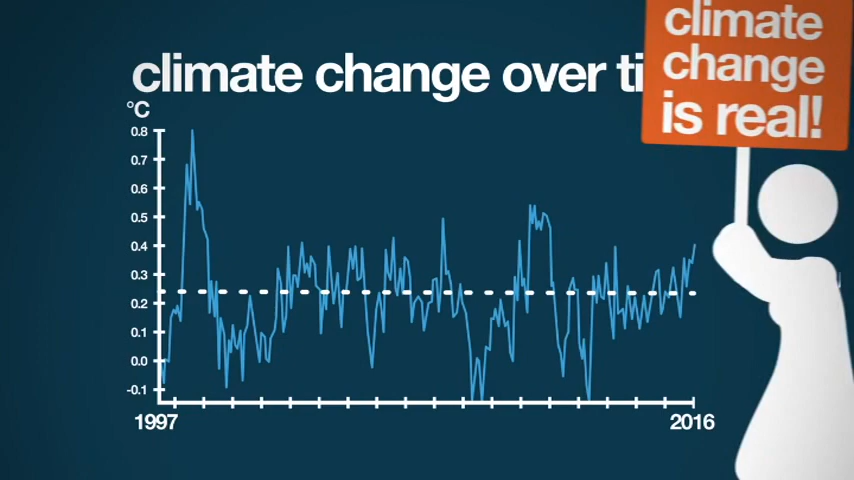 climate
change
is real!
climate change over ti
°C
0.8
0.7
0.6
0.5
0.4
0.3
0.2
0.1
0.0
-0.1
1997
2016